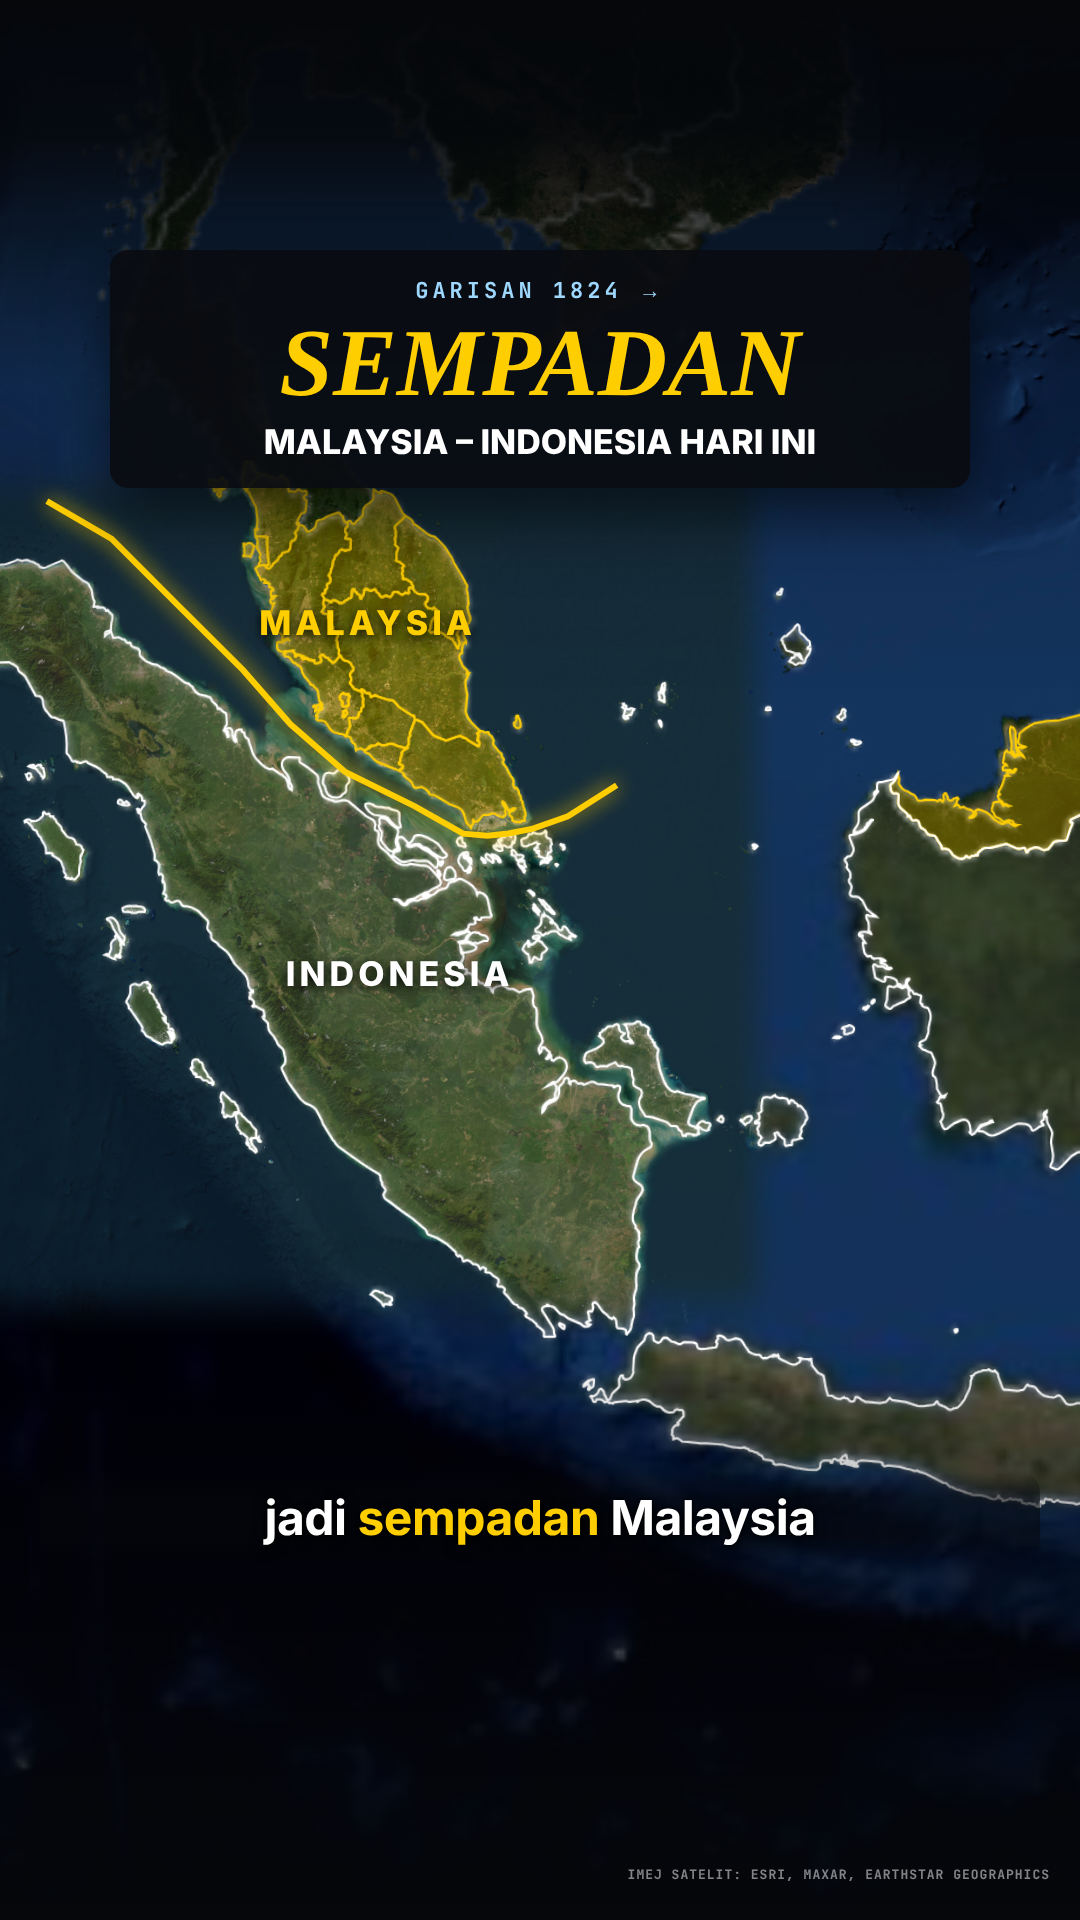 GARISAN 1824 →
SEMPADAN
MALAYSIA – INDONESIA HARI INI
MALAYSIA
INDONESIA
jadi sempadan Malaysia
IMEJ SATELIT: ESRI, MAXAR, EARTHSTAR GEOGRAPHICS